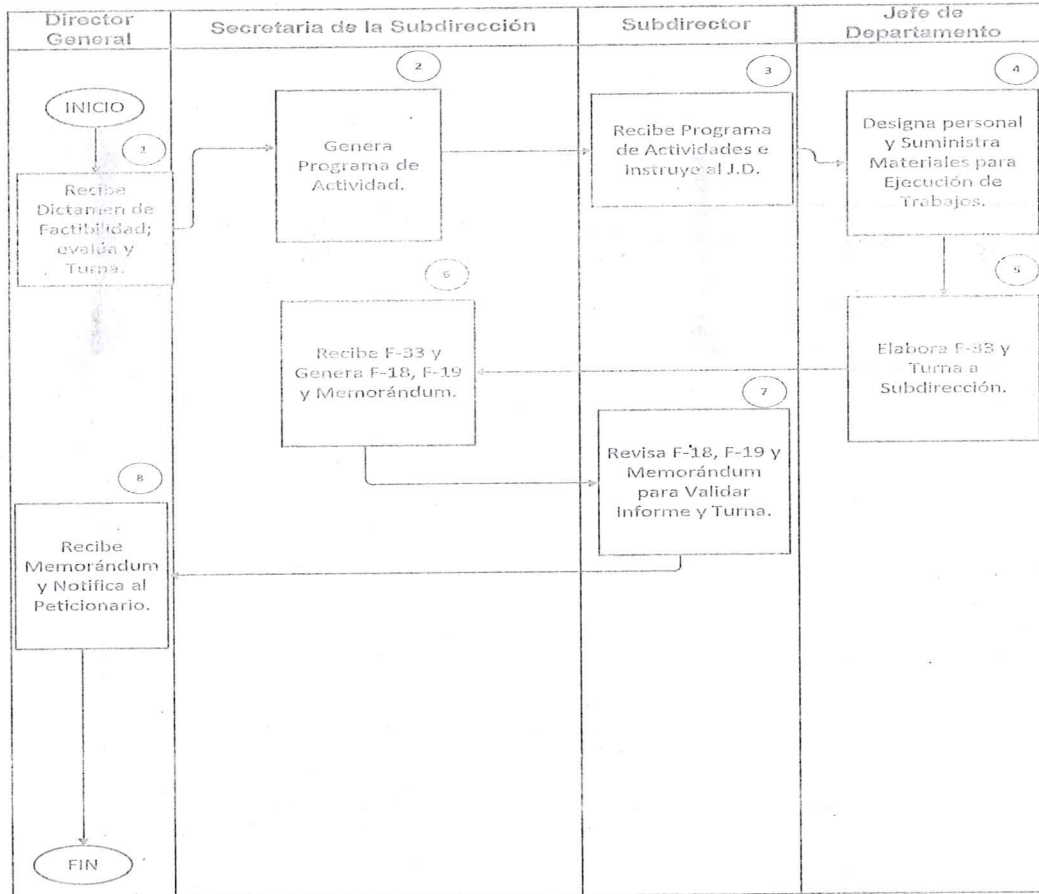 Director
General
Secretaria de la Subdirección
Subdirector
Jefe de
Departamento
INICIO
1
Recibe
Dictamen de
Factibilidad;
evalúa y
Turna.
2
Genera
Programa de
Actividad.
3
Recibe Programa
de Actividades e
Instruye al J.D.
4
Designa personal
y Suministra
Materiales para
Ejecución de
Trabajos.
5
Elabora F-33 y
Turna a
Subdirección.
6
Recibe F-33 y
Genera F-18, F-19
y Memorándum.
7
Revisa F-18, F-19 y
Memorándum
para Validar
Informe y Turna.
8
Recibe
Memorándum
y Notifica al
Peticionario.
FIN